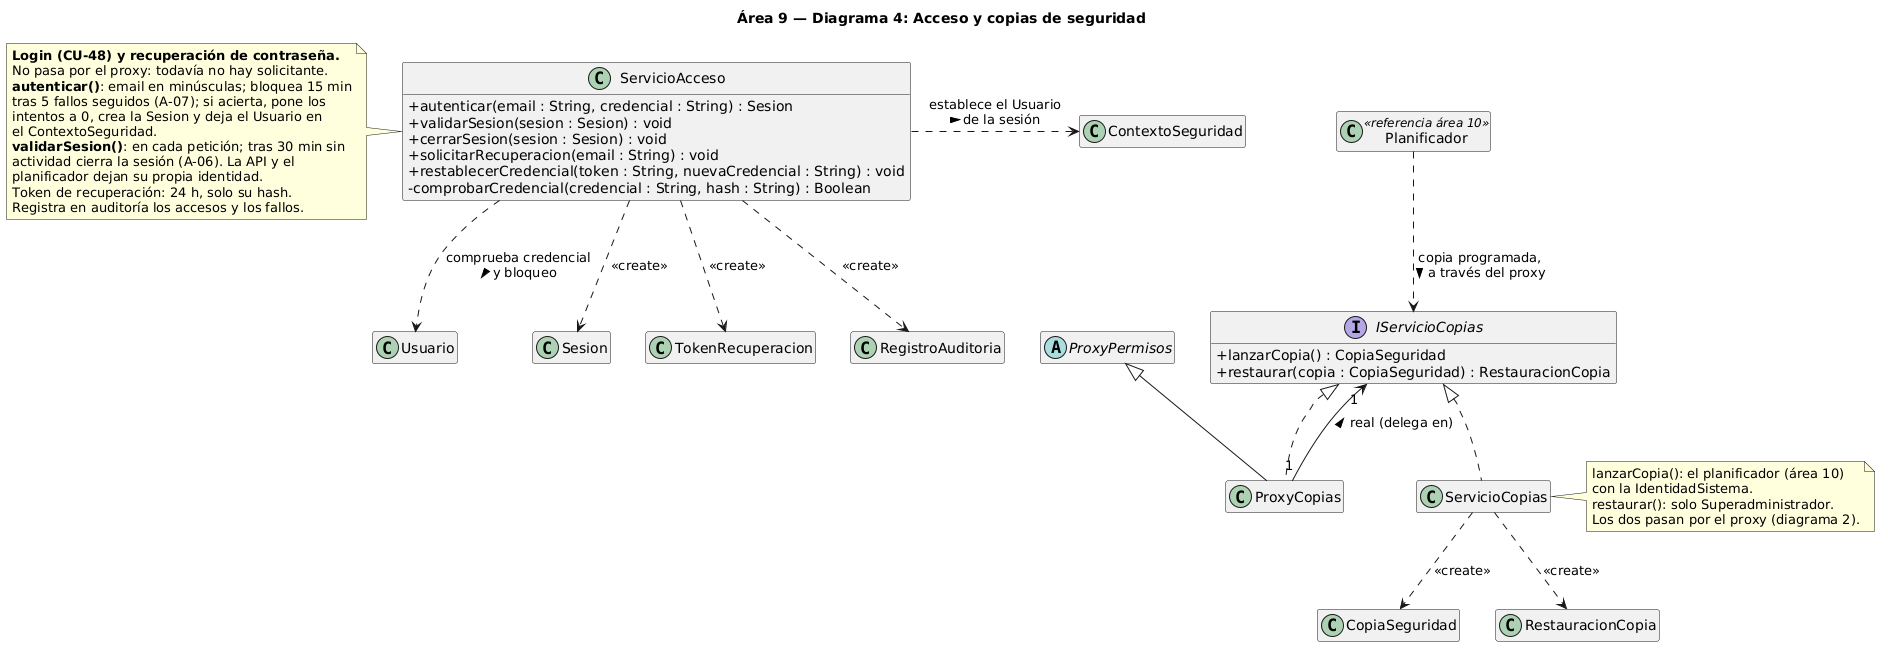 Área 9 — Diagrama 4: Acceso y copias de seguridad
Login (CU-48) y recuperación de contraseña.
No pasa por el proxy: todavía no hay solicitante.
autenticar(): email en minúsculas; bloquea 15 min
tras 5 fallos seguidos (A-07); si acierta, pone los
intentos a 0, crea la Sesion y deja el Usuario en
el ContextoSeguridad.
validarSesion(): en cada petición; tras 30 min sin
actividad cierra la sesión (A-06). La API y el
planificador dejan su propia identidad.
Token de recuperación: 24 h, solo su hash.
Registra en auditoría los accesos y los fallos.
C ServicioAcceso
+autenticar(email : String, credencial : String) : Sesion
+validarSesion(sesion : Sesion) : void
+cerrarSesion(sesion : Sesion) : void
+solicitarRecuperacion(email : String) : void
+restablecerCredencial(token : String, nuevaCredencial : String) : void
-comprobarCredencial(credencial : String, hash : String) : Boolean
establece el Usuario
de la sesión
C ContextoSeguridad
C «referencia área 10»
Planificador
comprueba credencial
y bloqueo
«create»
«create»
«create»
copia programada,
a través del proxy
C Usuario
C Sesion
C TokenRecuperacion
C RegistroAuditoria
A ProxyPermisos
I IServicioCopias
+lanzarCopia() : CopiaSeguridad
+restaurar(copia : CopiaSeguridad) : RestauracionCopia
1
real (delega en)
1
C ProxyCopias
C ServicioCopias
lanzarCopia(): el planificador (área 10)
con la IdentidadSistema.
restaurar(): solo Superadministrador.
Los dos pasan por el proxy (diagrama 2).
«create»
«create»
C CopiaSeguridad
C RestauracionCopia